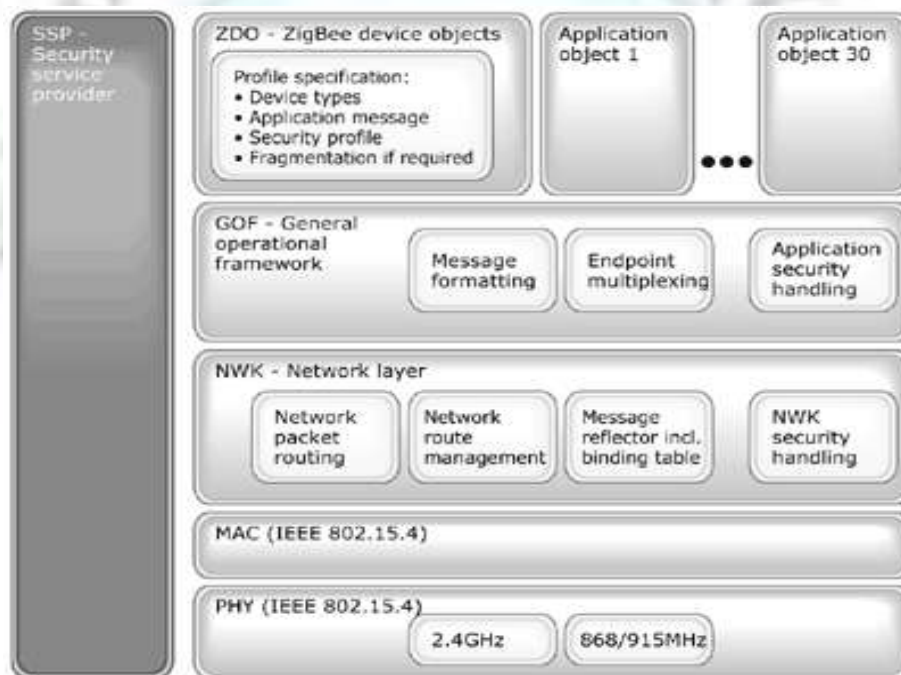 SSP -
Security
service
provider
ZDO - ZigBee device objects
Profile specification:
• Device types
• Application message
• Security profile
• Fragmentation if required
Application
object 1
•••
Application
object 30
GOF - General
operational
framework
Message
formatting
Endpoint
multiplexing
Application
security
handling
NWK - Network layer
Network
packet
routing
Network
route
management
Message
reflector incl.
binding table
NWK
security
handling
MAC (IEEE 802.15.4)
PHY (IEEE 802.15.4)
2.4GHz
868/915MHz